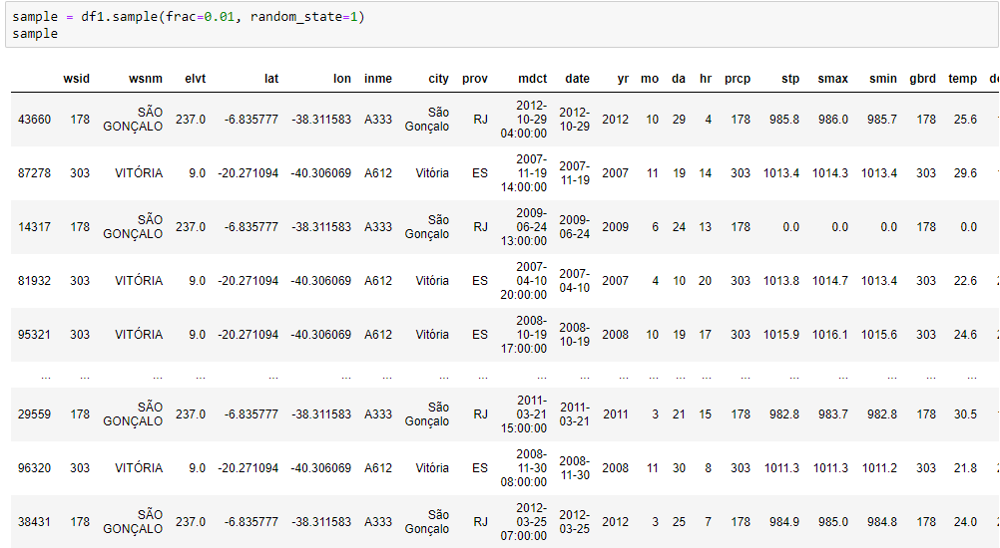 sample = df1.sample(frac=0.01, random_state=1)
sample
wsid wsnm elvt lat lon inme city prov mdct date yr mo da hr prcp stp smax smin gbrd temp
43660 178 SÃO GONÇALO 237.0 -6.835777 -38.311583 A333 São Gonçalo RJ 2012-10-29 04:00:00 2012-10-29 2012 10 29 4 178 985.8 986.0 985.7 178 25.6
87278 303 VITÓRIA 9.0 -20.271094 -40.306069 A612 Vitória ES 2007-11-19 14:00:00 2007-11-19 2007 11 19 14 303 1013.4 1014.3 1013.4 303 29.6
14317 178 SÃO GONÇALO 237.0 -6.835777 -38.311583 A333 São Gonçalo RJ 2009-06-24 13:00:00 2009-06-24 2009 6 24 13 178 0.0 0.0 0.0 178 0.0
81932 303 VITÓRIA 9.0 -20.271094 -40.306069 A612 Vitória ES 2007-04-10 20:00:00 2007-04-10 2007 4 10 20 303 1013.8 1014.7 1013.4 303 22.6
95321 303 VITÓRIA 9.0 -20.271094 -40.306069 A612 Vitória ES 2008-10-19 17:00:00 2008-10-19 2008 10 19 17 303 1015.9 1016.1 1015.6 303 24.6
... ... ... ... ... ... ... ... ... ... ... ... ... ... ... ... ... ... ... ... ...
29559 178 SÃO GONÇALO 237.0 -6.835777 -38.311583 A333 São Gonçalo RJ 2011-03-21 15:00:00 2011-03-21 2011 3 21 15 178 982.8 983.7 982.8 178 30.5
96320 303 VITÓRIA 9.0 -20.271094 -40.306069 A612 Vitória ES 2008-11-30 08:00:00 2008-11-30 2008 11 30 8 303 1011.3 1011.3 1011.2 303 21.8
38431 178 SÃO GONÇALO 237.0 -6.835777 -38.311583 A333 São Gonçalo RJ 2012-03-25 07:00:00 2012-03-25 2012 3 25 7 178 984.9 985.0 984.8 178 24.0